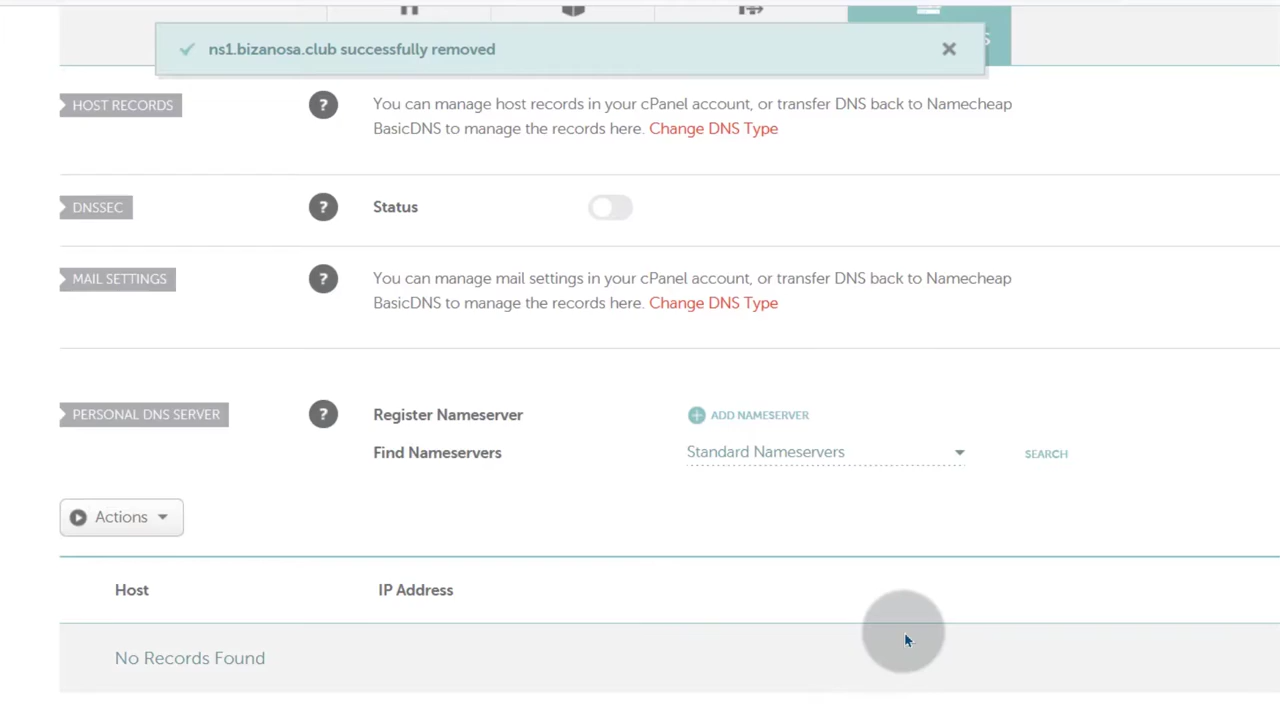 ns1.bizanosa.club successfully removed
HOST RECORDS
?
You can manage host records in your cPanel account, or transfer DNS back to Namecheap
BasicDNS to manage the records here. Change DNS Type
DNSSEC
?
Status
MAIL SETTINGS
?
You can manage mail settings in your cPanel account, or transfer DNS back to Namecheap
BasicDNS to manage the records here. Change DNS Type
PERSONAL DNS SERVER
?
Register Nameserver
ADD NAMESERVER
Find Nameservers
Standard Nameservers
SEARCH
Actions
Host
IP Address
No Records Found